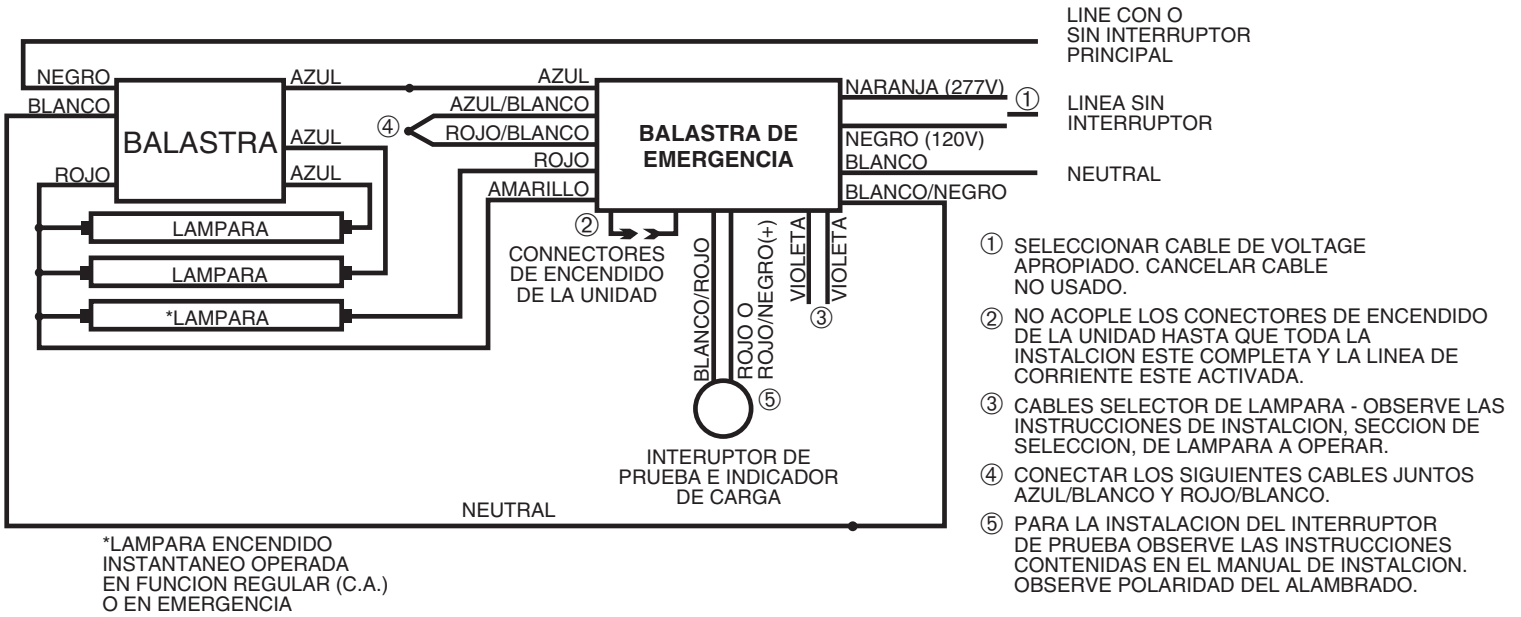 LINE CON O
SIN INTERRUPTOR
PRINCIPAL
NEGRO
BLANCO
BALASTRA
ROJO
AZUL
AZUL
AZUL
AZUL
AZUL/BLANCO
④
ROJO/BLANCO
ROJO
AMARILLO
BALASTRA DE
EMERGENCIA
NARANJA (277V)
①
LINEA SIN
INTERRUPTOR
NEGRO (120V)
BLANCO
NEUTRAL
BLANCO/NEGRO
LAMPARA
LAMPARA
*LAMPARA
②
CONNECTORES
DE ENCENDIDO
DE LA UNIDAD
BLANCO/ROJO
ROJO O
ROJO/NEGRO(+)
VIOLETA
VIOLETA
③
⑤
INTERUPTOR DE
PRUEBA E INDICADOR
DE CARGA
NEUTRAL
*LAMPARA ENCENDIDO
INSTANTANEO OPERADA
EN FUNCION REGULAR (C.A.)
O EN EMERGENCIA
① SELECCIONAR CABLE DE VOLTAGE
APROPIADO. CANCELAR CABLE
NO USADO.
② NO ACOPLE LOS CONECTORES DE ENCENDIDO
DE LA UNIDAD HASTA QUE TODA LA
INSTALCION ESTE COMPLETA Y LA LINEA DE
CORRIENTE ESTE ACTIVADA.
③ CABLES SELECTOR DE LAMPARA - OBSERVE LAS
INSTRUCCIONES DE INSTALCION, SECCION DE
SELECCION, DE LAMPARA A OPERAR.
④ CONECTAR LOS SIGUIENTES CABLES JUNTOS
AZUL/BLANCO Y ROJO/BLANCO.
⑤ PARA LA INSTALACION DEL INTERRUPTOR
DE PRUEBA OBSERVE LAS INSTRUCCIONES
CONTENIDAS EN EL MANUAL DE INSTALCION.
OBSERVE POLARIDAD DEL ALAMBRADO.